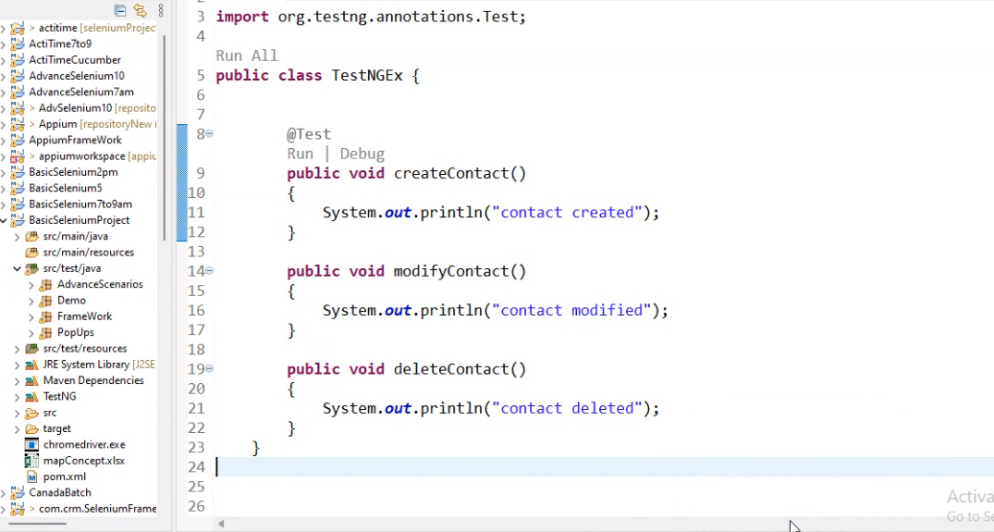 > actitime [seleniumProjec
ActiTime7to9
ActiTimeCucumber
AdvanceSelenium10
AdvanceSelenium7am
> AdvSelenium10 [reposito
> Appium [repositoryNew
AppiumFrameWork
> appiumworkspace [appiu
BasicSelenium2pm
BasicSelenium5
BasicSelenium7to9am
BasicSeleniumProject
src/main/java
src/main/resources
src/test/java
AdvanceScenarios
Demo
FrameWork
PopUps
src/test/resources
JRE System Library [J2SE
Maven Dependencies
TestNG
src
target
chromedriver.exe
mapConcept.xlsx
pom.xml
CanadaBatch
> com.crm.SeleniumFrame
3 import org.testng.annotations.Test;
4
Run All
5 public class TestNGEx {
6
7
8 @Test
Run | Debug
9 public void createContact()
10 {
11 System.out.println("contact created");
12 }
13
14 public void modifyContact()
15 {
16 System.out.println("contact modified");
17 }
18
19 public void deleteContact()
20 {
21 System.out.println("contact deleted");
22 }
23 }
24
25
26
Activa
Go to Se